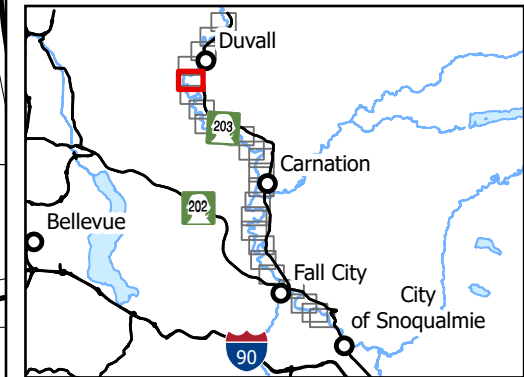 Duvall
203
Carnation
202
Bellevue
Fall City
City
of Snoqualmie
90